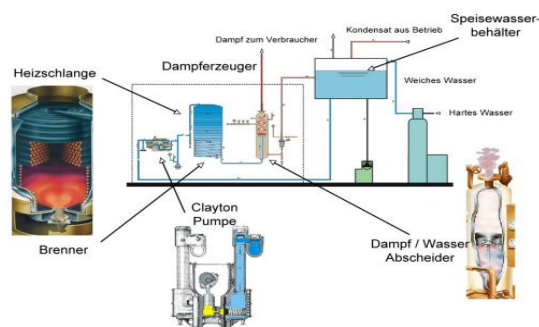 Speisewasser-
behälter
Kondensat aus Betrieb
Dampf zum Verbraucher
Dampferzeuger
Heizschlange
Weiches Wasser
Hartes Wasser
Clayton
Pumpe
Brenner
Dampf / Wasser
Abscheider